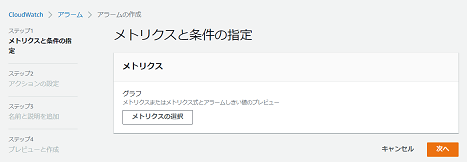 CloudWatch > アラーム > アラームの作成
ステップ1
メトリクスと条件の指
定
ステップ2
アクションの設定
ステップ3
名前と説明を追加
ステップ4
プレビューと作成
メトリクスと条件の指定
メトリクス
グラフ
メトリクスまたはメトリクス式とアラームしきい値のプレビュー
メトリクスの選択
キャンセル
次へ